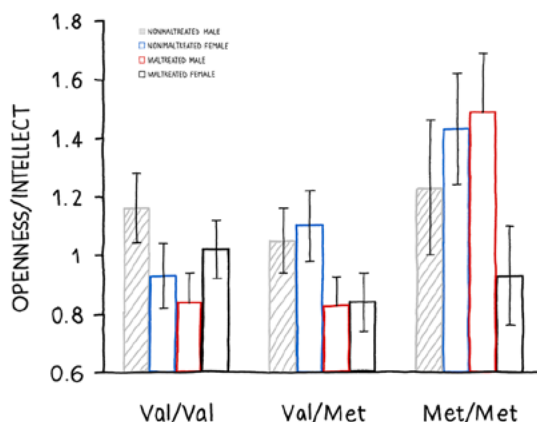 OPENNESS/INTELLECT
1.8
1.6
1.4
1.2
1
0.8
0.6
NONMALTREATED MALE
NONMALTREATED FEMALE
MALTREATED MALE
MALTREATED FEMALE
Val/Val
Val/Met
Met/Met